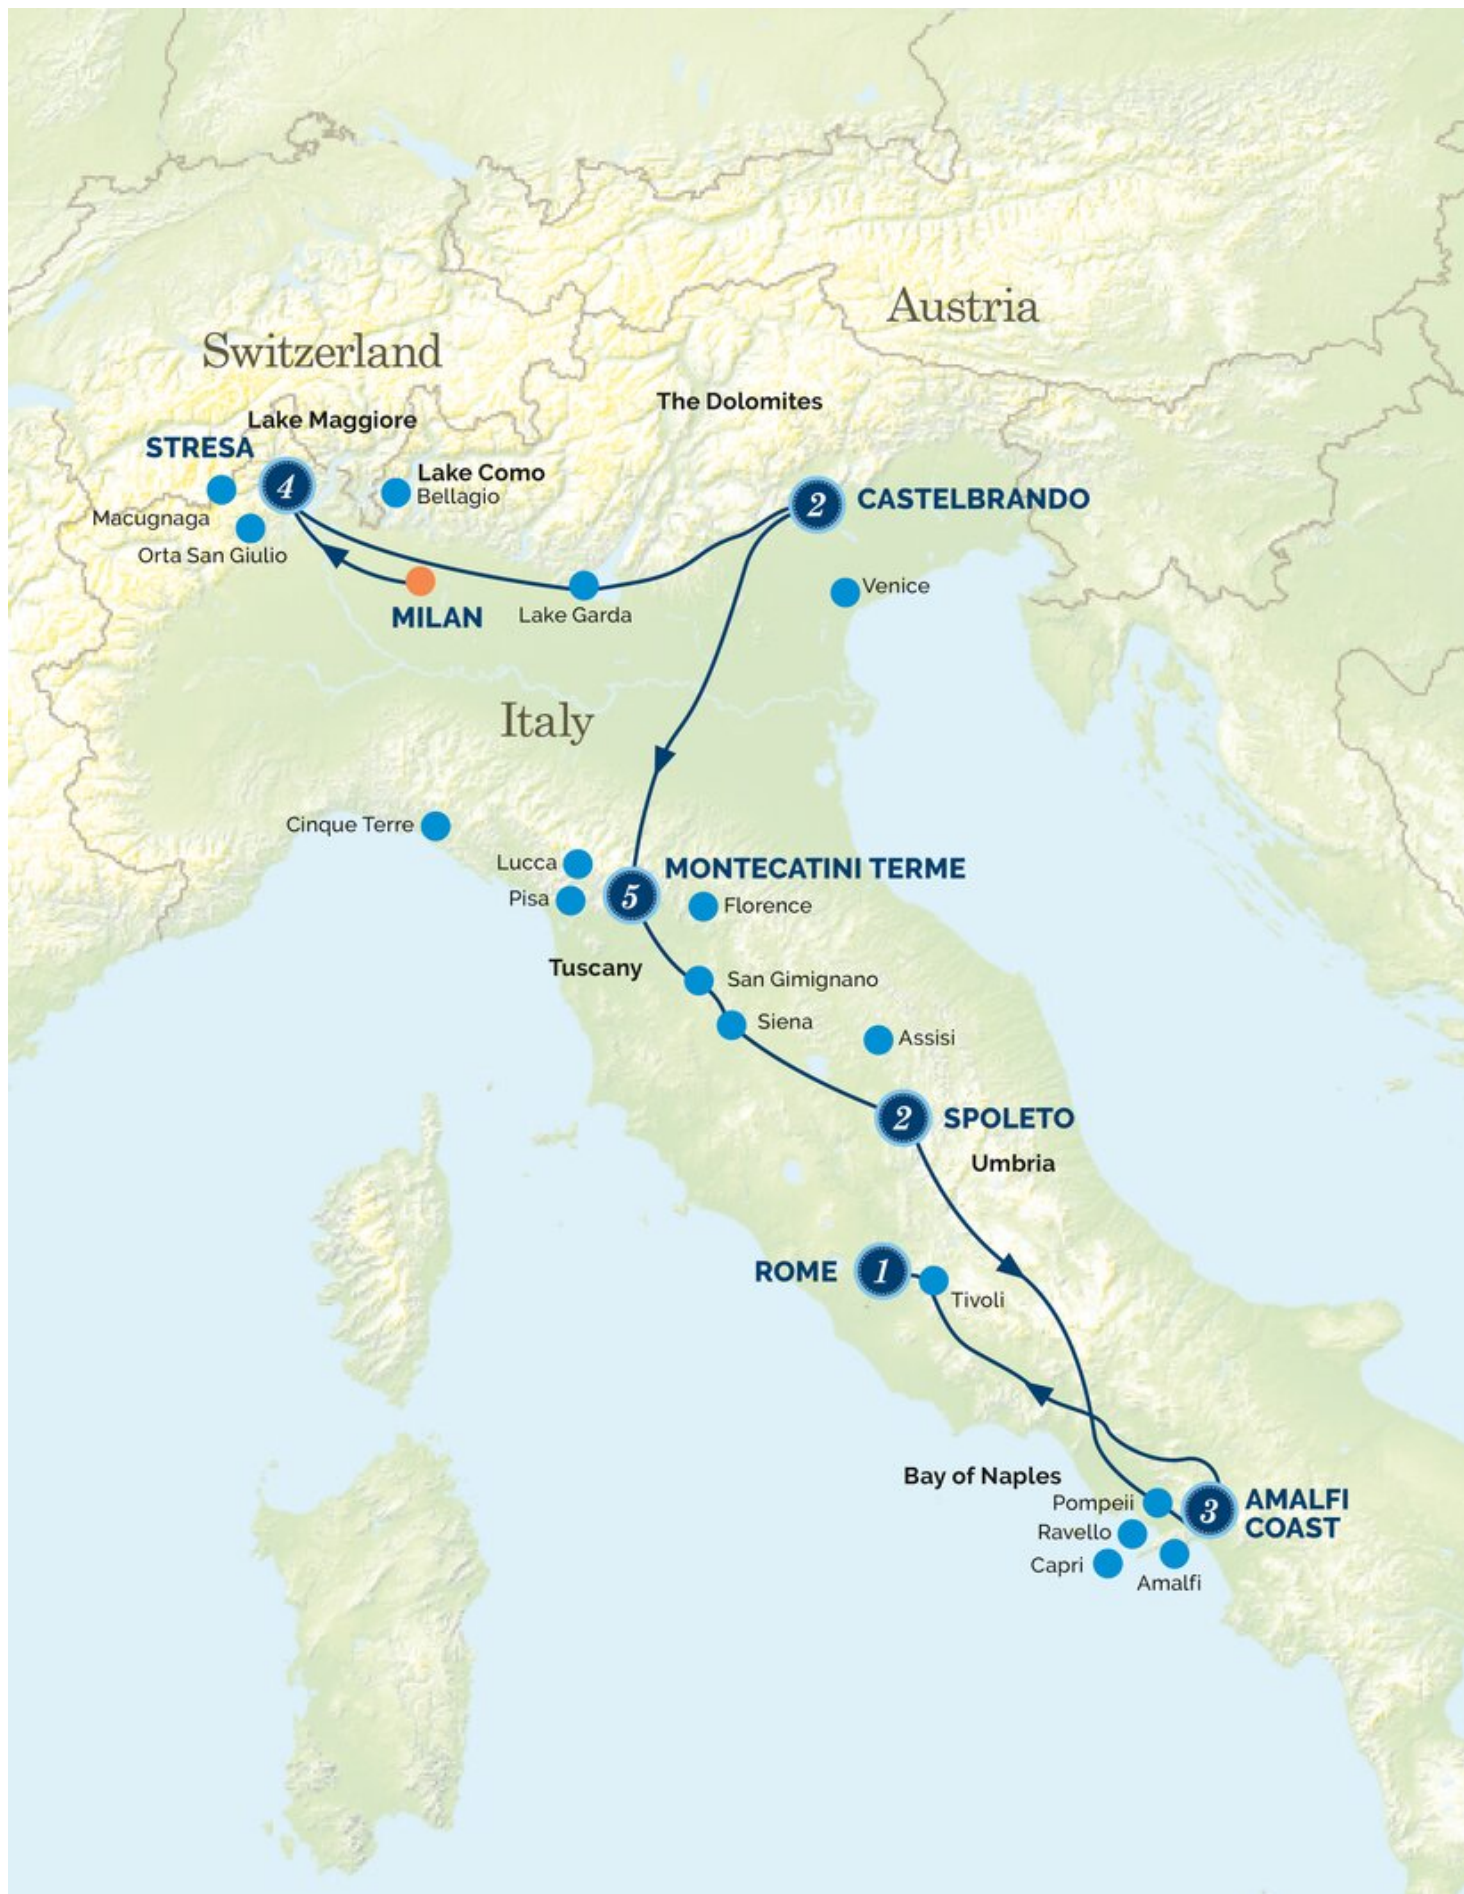 Austria
Switzerland
The Dolomites
Lake Maggiore
STRESA
4
Lake Como
Bellagio
2
CASTELBRANDO
Macugnaga
Orta San Giulio
MILAN
Lake Garda
Venice
Italy
Cinque Terre
Lucca
Pisa
5
MONTECATINI TERME
Florence
Tuscany
San Gimignano
Siena
Assisi
2
SPOLETO
Umbria
ROME
1
Tivoli
Bay of Naples
Pompeii
Ravello
Capri
Amalfi
3
AMALFI
COAST